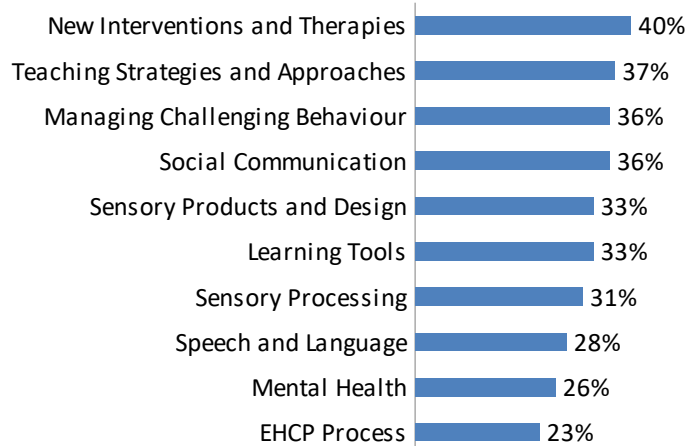 New Interventions and Therapies 40%
Teaching Strategies and Approaches 37%
Managing Challenging Behaviour 36%
Social Communication 36%
Sensory Products and Design 33%
Learning Tools 33%
Sensory Processing 31%
Speech and Language 28%
Mental Health 26%
EHCP Process 23%